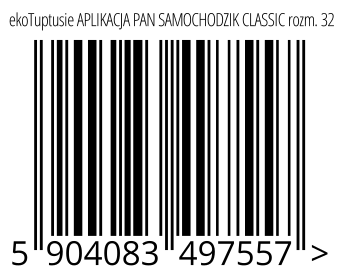 ekoTuptusie APLIKACJA PAN SAMOCHODZIK CLASSIC rozm. 32
5 904083 497557 >